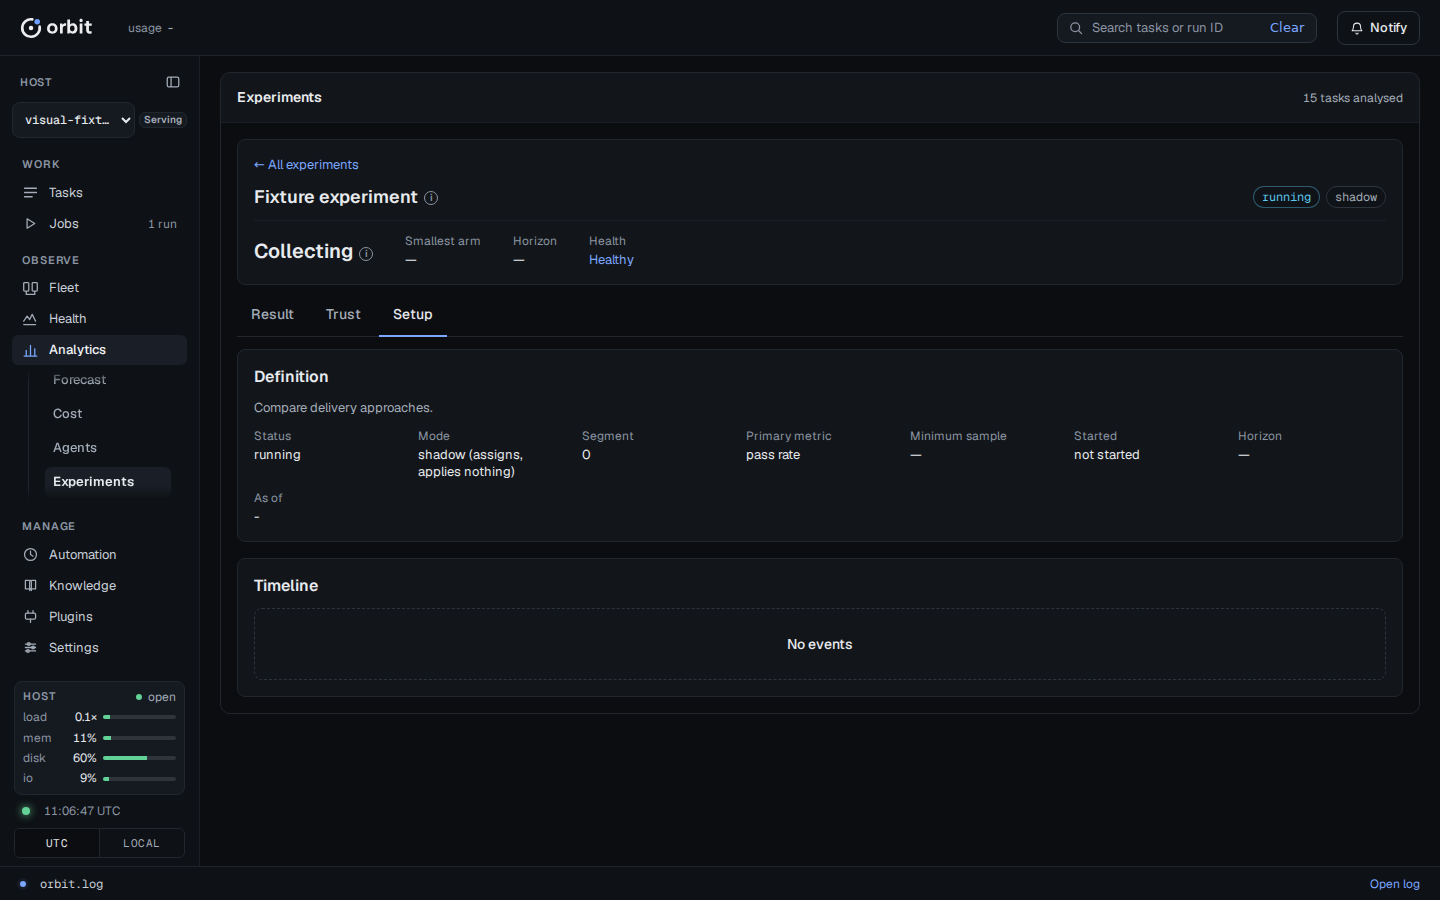 orbit
usage -
Search tasks or run ID
Clear
Notify
HOST
visual-fixt…
Serving
WORK
Tasks
Jobs
1 run
OBSERVE
Fleet
Health
Analytics
Forecast
Cost
Agents
Experiments
MANAGE
Automation
Knowledge
Plugins
Settings
HOST
open
load 0.1×
mem 11%
disk 60%
io 9%
11:06:47 UTC
UTC
LOCAL
Experiments
15 tasks analysed
← All experiments
Fixture experiment
running
shadow
Collecting
Smallest arm
—
Horizon
—
Health
Healthy
Result
Trust
Setup
Definition
Compare delivery approaches.
Status
running
Mode
shadow (assigns,
applies nothing)
Segment
0
Primary metric
pass rate
Minimum sample
—
Started
not started
Horizon
—
As of
-
Timeline
No events
orbit.log
Open log